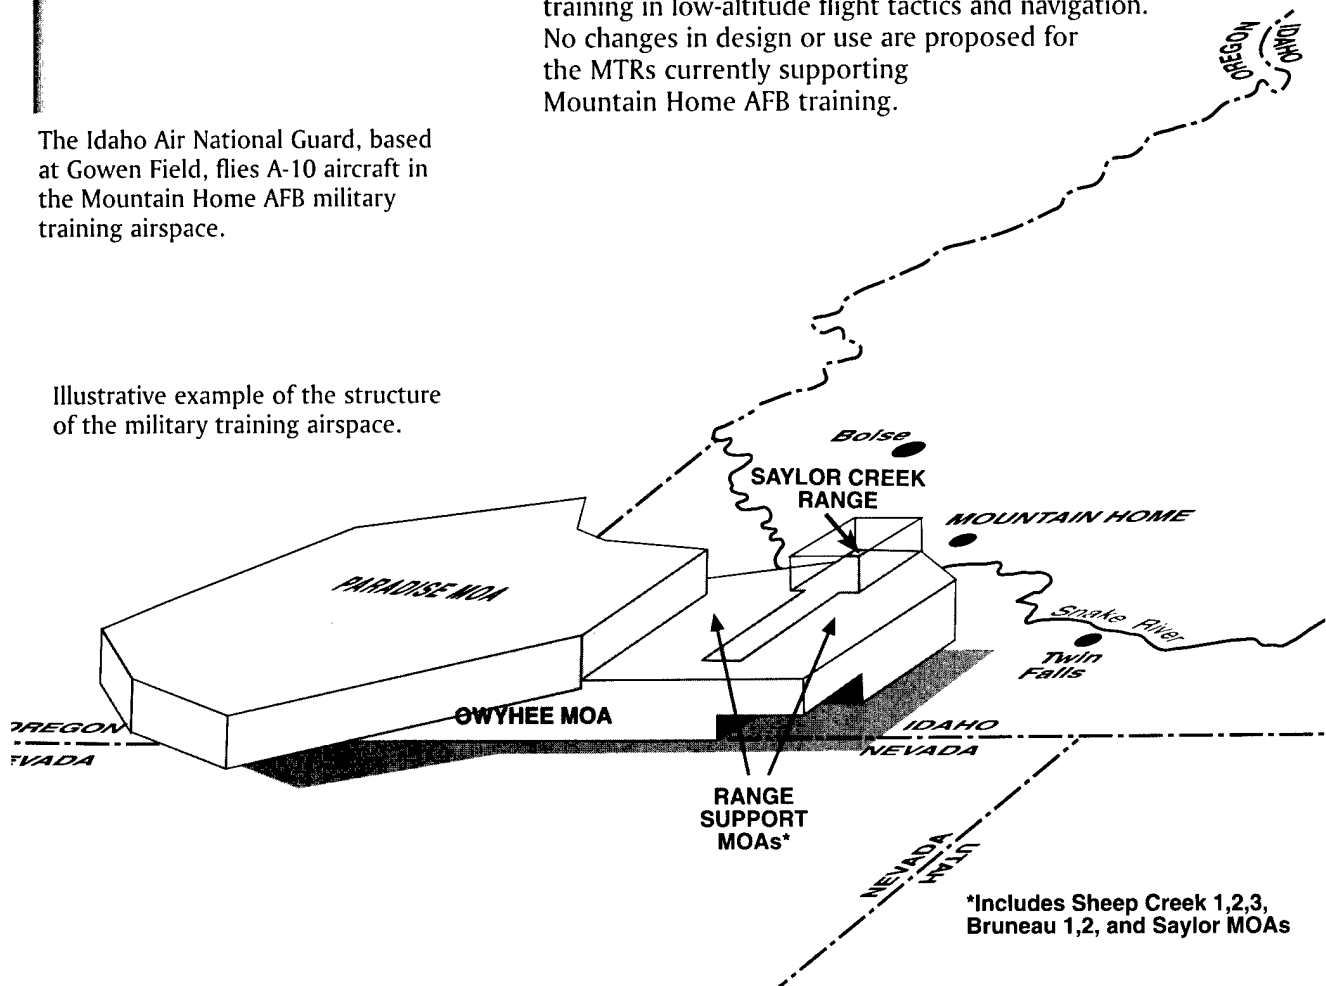 training in low-altitude flight tactics and navigation.
No changes in design or use are proposed for
the MTRs currently supporting
Mountain Home AFB training.
OREGON
IDAHO
The Idaho Air National Guard, based
at Gowen Field, flies A-10 aircraft in
the Mountain Home AFB military
training airspace.
Illustrative example of the structure
of the military training airspace.
Boise
SAYLOR CREEK
RANGE
MOUNTAIN HOME
PARADISE MOA
Snake River
Twin
Falls
OWYHEE MOA
OREGON
IDAHO
NEVADA
EVADA
RANGE
SUPPORT
MOAs*
NEVADA
UTAH
*Includes Sheep Creek 1,2,3,
Bruneau 1,2, and Saylor MOAs